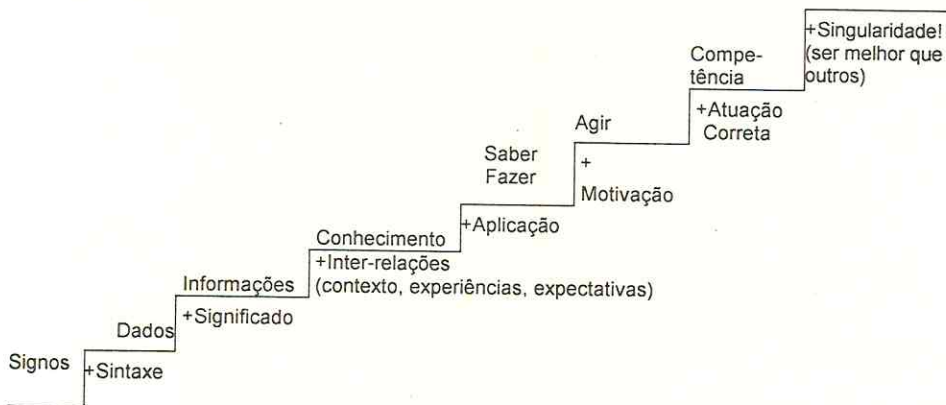 Signos
+Sintaxe
Dados
+Significado
Informações
+Inter-relações
(contexto, experiências, expectativas)
Conhecimento
+Aplicação
Saber
Fazer
+
Motivação
Agir
+Atuação
Correta
Compe-
tência
+Singularidade!
(ser melhor que
outros)